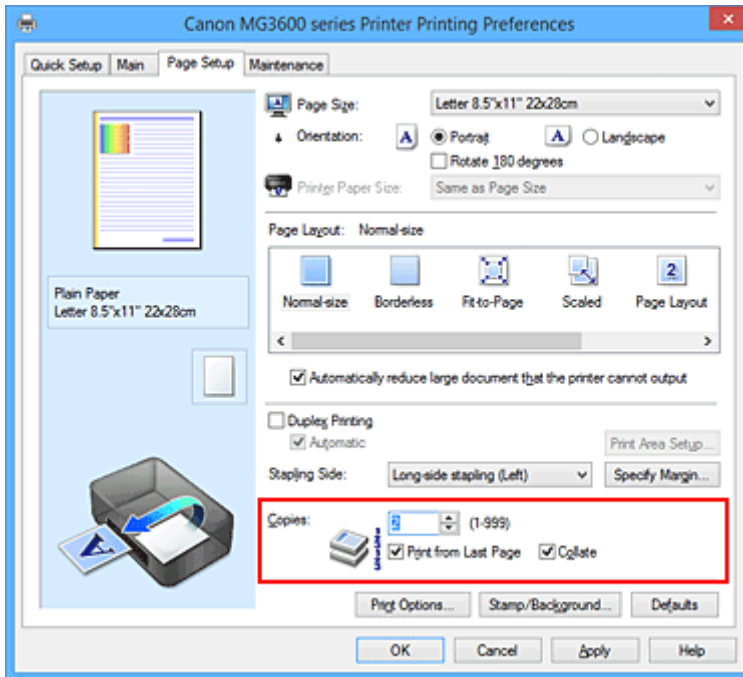 Canon MG3600 series Printer Printing Preferences
Quick Setup Main Page Setup Maintenance
Page Size: Letter 8.5"x11" 22x28cm
Orientation: A Portrait A Landscape
Rotate 180 degrees
Printer Paper Size: Same as Page Size
Page Layout: Normal-size
2
Normal-size Borderless Fit-to-Page Scaled Page Layout
Plain Paper
Letter 8.5"x11" 22x28cm
Automatically reduce large document that the printer cannot output
Duplex Printing
Automatic Print Area Setup...
Stapling Side: Long-side stapling (Left) Specify Margin...
Copies: 2 (1-999)
Print from Last Page Collate
A
Print Options... Stamp/Background... Defaults
OK Cancel Apply Help